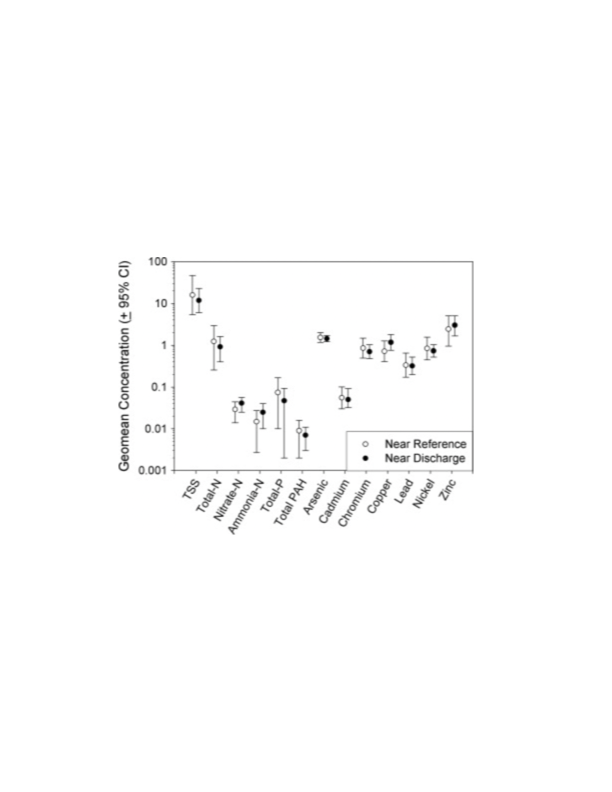 Geomean Concentration (± 95% CI)
100
10
1
0.1
0.01
0.001
Near Reference
Near Discharge
TSS
Total-N
Nitrate-N
Ammonia-N
Total-P
Total PAH
Arsenic
Cadmium
Chromium
Copper
Lead
Nickel
Zinc